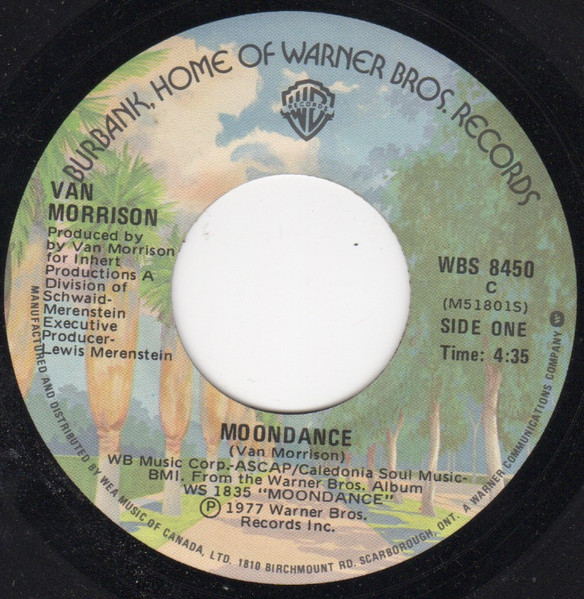 BURBANK, HOME OF WARNER BROS. RECORDS
WB
RECORDS
VAN
MORRISON
Produced by
by Van Morrison
for Inhert
Productions A
Division of
Schwaid-
Merenstein
Executive
Producer-
Lewis Merenstein
WBS 8450
C
(M51801S)
SIDE ONE
Time: 4:35
MOONDANCE
(Van Morrison)
WB Music Corp.-ASCAP/Caledonia Soul Music-
BMI. From the Warner Bros. Album
WS 1835 "MOONDANCE"
Ⓟ 1977 Warner Bros.
Records Inc.
MANUFACTURED AND DISTRIBUTED BY WEA MUSIC OF CANADA, LTD. 1810 BIRCHMOUNT RD. SCARBOROUGH, ONT. A WARNER COMMUNICATIONS COMPANY